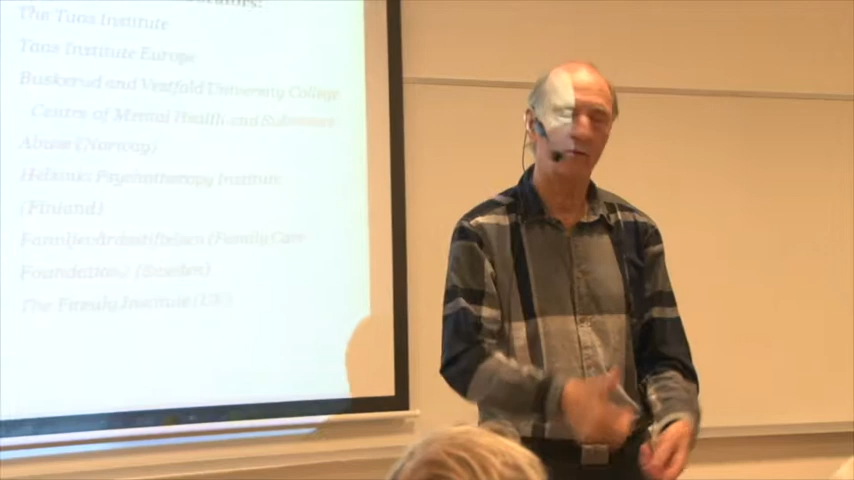 The Taos Institute
Taos Institute Europe
Buskerud and Vestfold University College
Centre of Mental Health and Substance
Abuse (Norway)
Helsinki Psychotherapy Institute
(Finland)
Familjevårdsstiftelsen (Family Care
Foundation) (Sweden)
The Family Institute (UK)